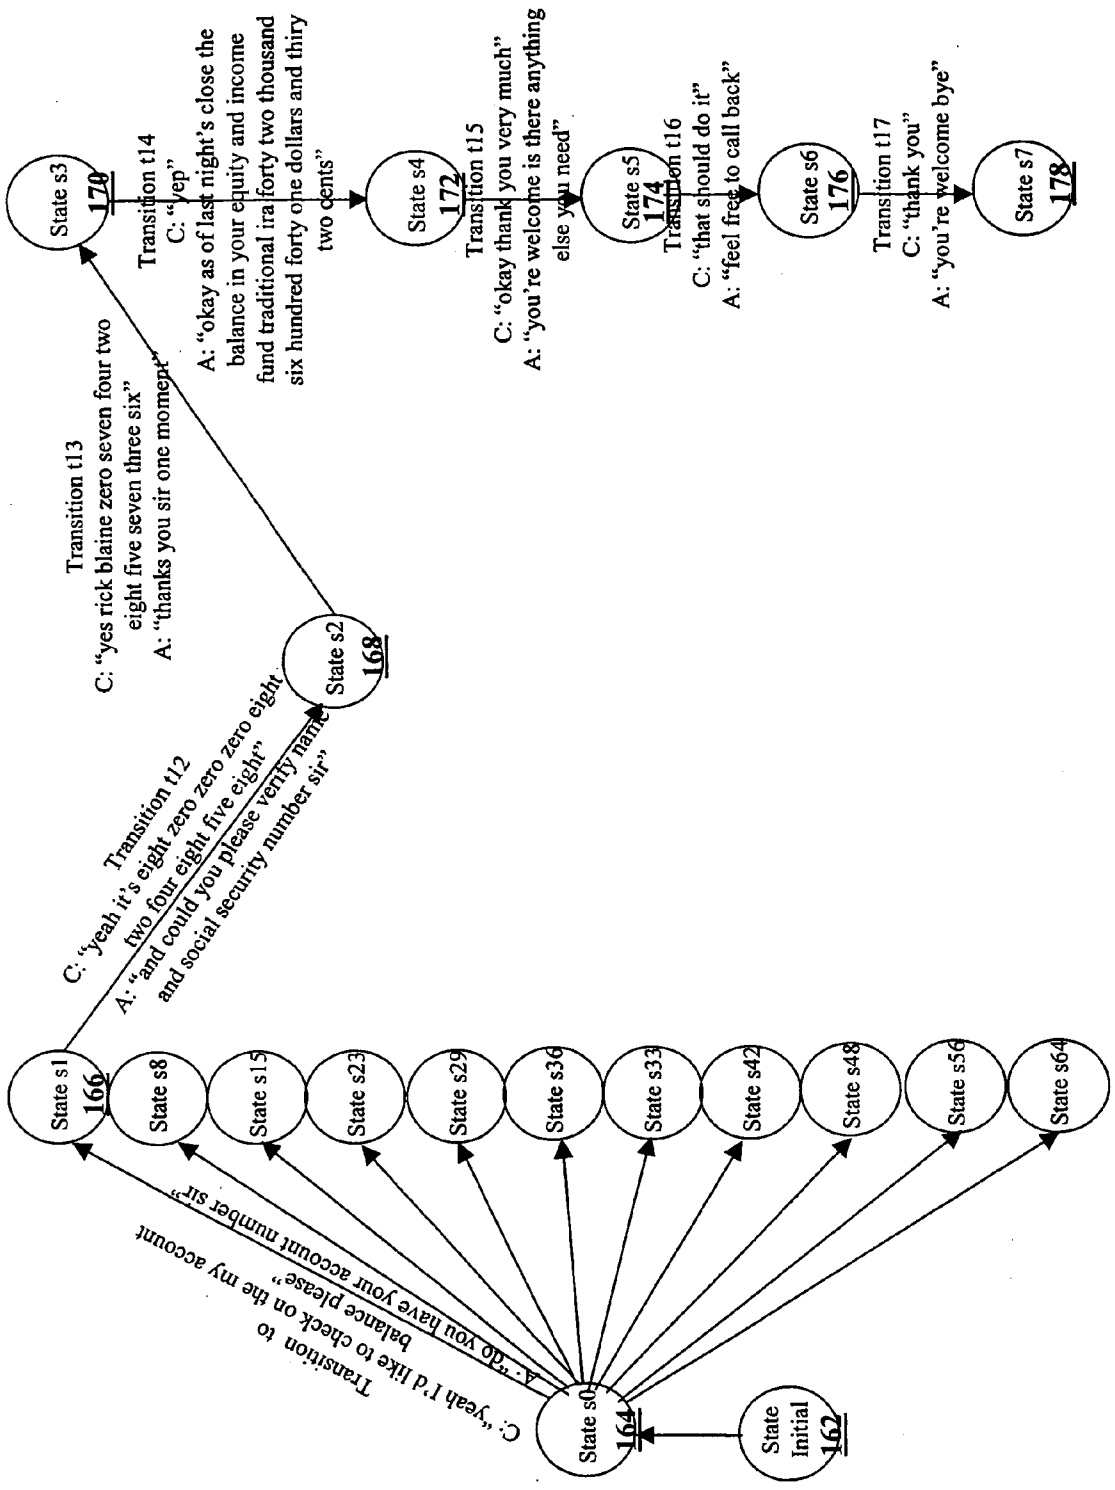 State
Initial
162
State s0
164
Transition to
C: “yeah I’d like to check on the my account
balance please”
A: “do you have your account number sir”
State s1
166
State s8
State s15
State s23
State s29
State s36
State s33
State s42
State s48
State s56
State s64
Transition t12
C: “yeah it’s eight zero zero zero eight
two four eight five eight”
A: “and could you please verify name
and social security number sir”
State s2
168
Transition t13
C: “yes rick blaine zero seven four two
eight five seven three six”
A: “thanks you sir one moment”
State s3
170
Transition t14
C: “yep”
A: “okay as of last night’s close the
balance in your equity and income
fund traditional ira forty two thousand
six hundred forty one dollars and thiry
two cents”
State s4
172
Transition t15
C: “okay thank you very much”
A: “you’re welcome is there anything
else you need”
State s5
174
Transition t16
C: “that should do it”
A: “feel free to call back”
State s6
176
Transition t17
C: “thank you”
A: “you’re welcome bye”
State s7
178